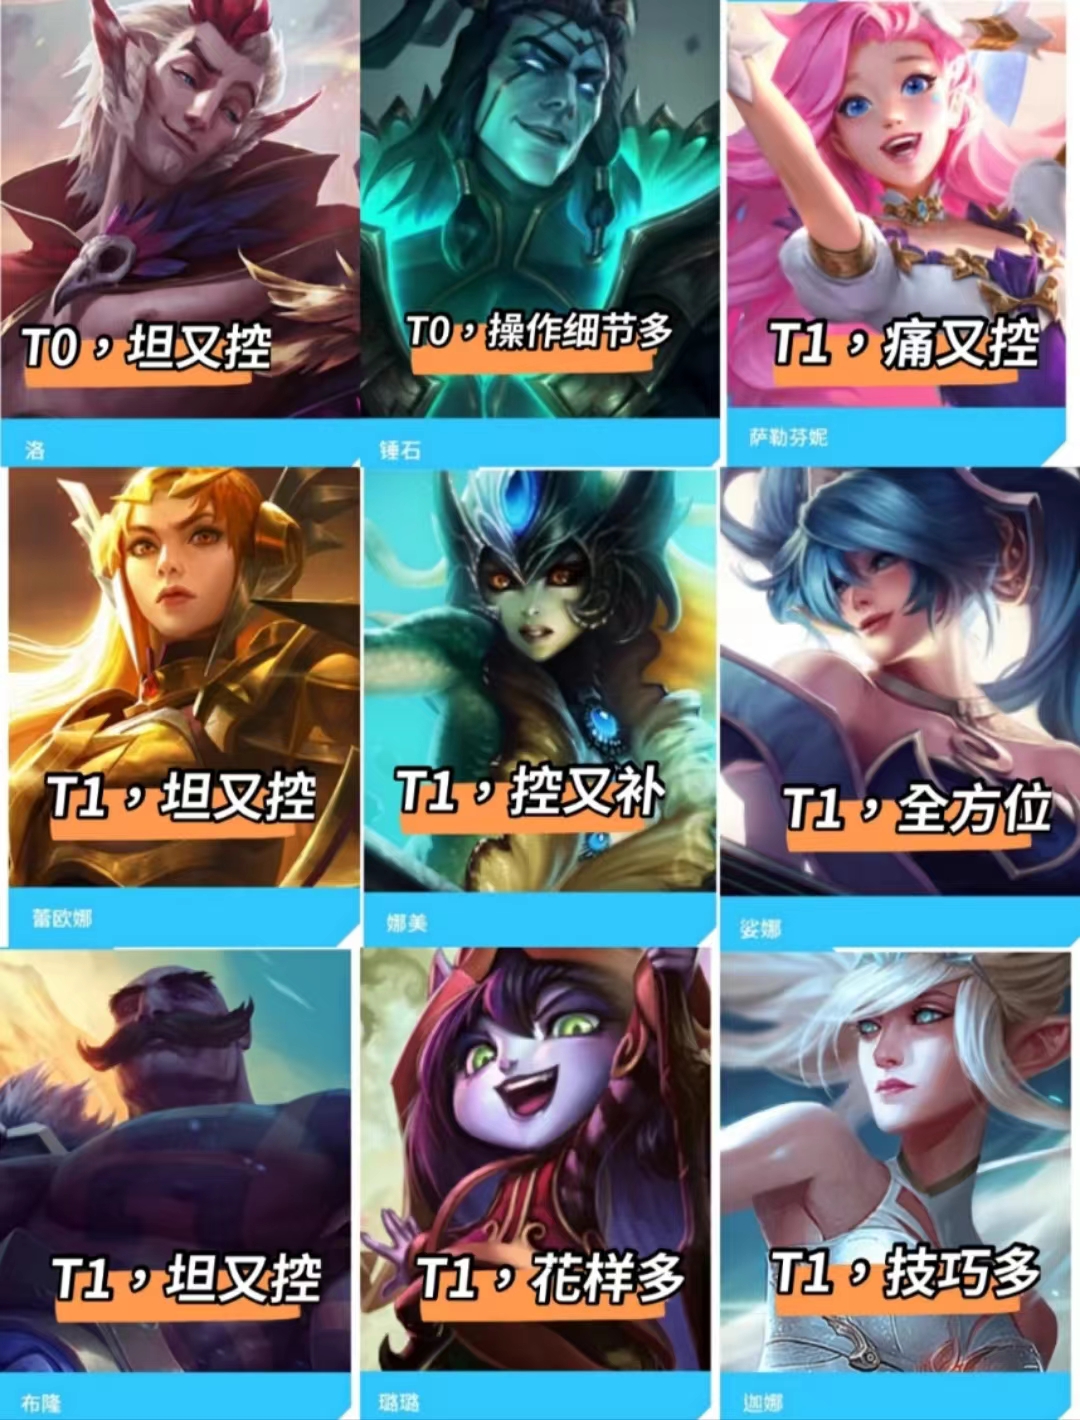 T0，坦又控
T0，操作细节多
T1，痛又控
洛
锤石
萨勒芬妮
T1，坦又控
T1，控又补
T1，全方位
蕾欧娜
娜美
娑娜
T1，坦又控
T1，花样多
T1，技巧多
布隆
璐璐
迦娜